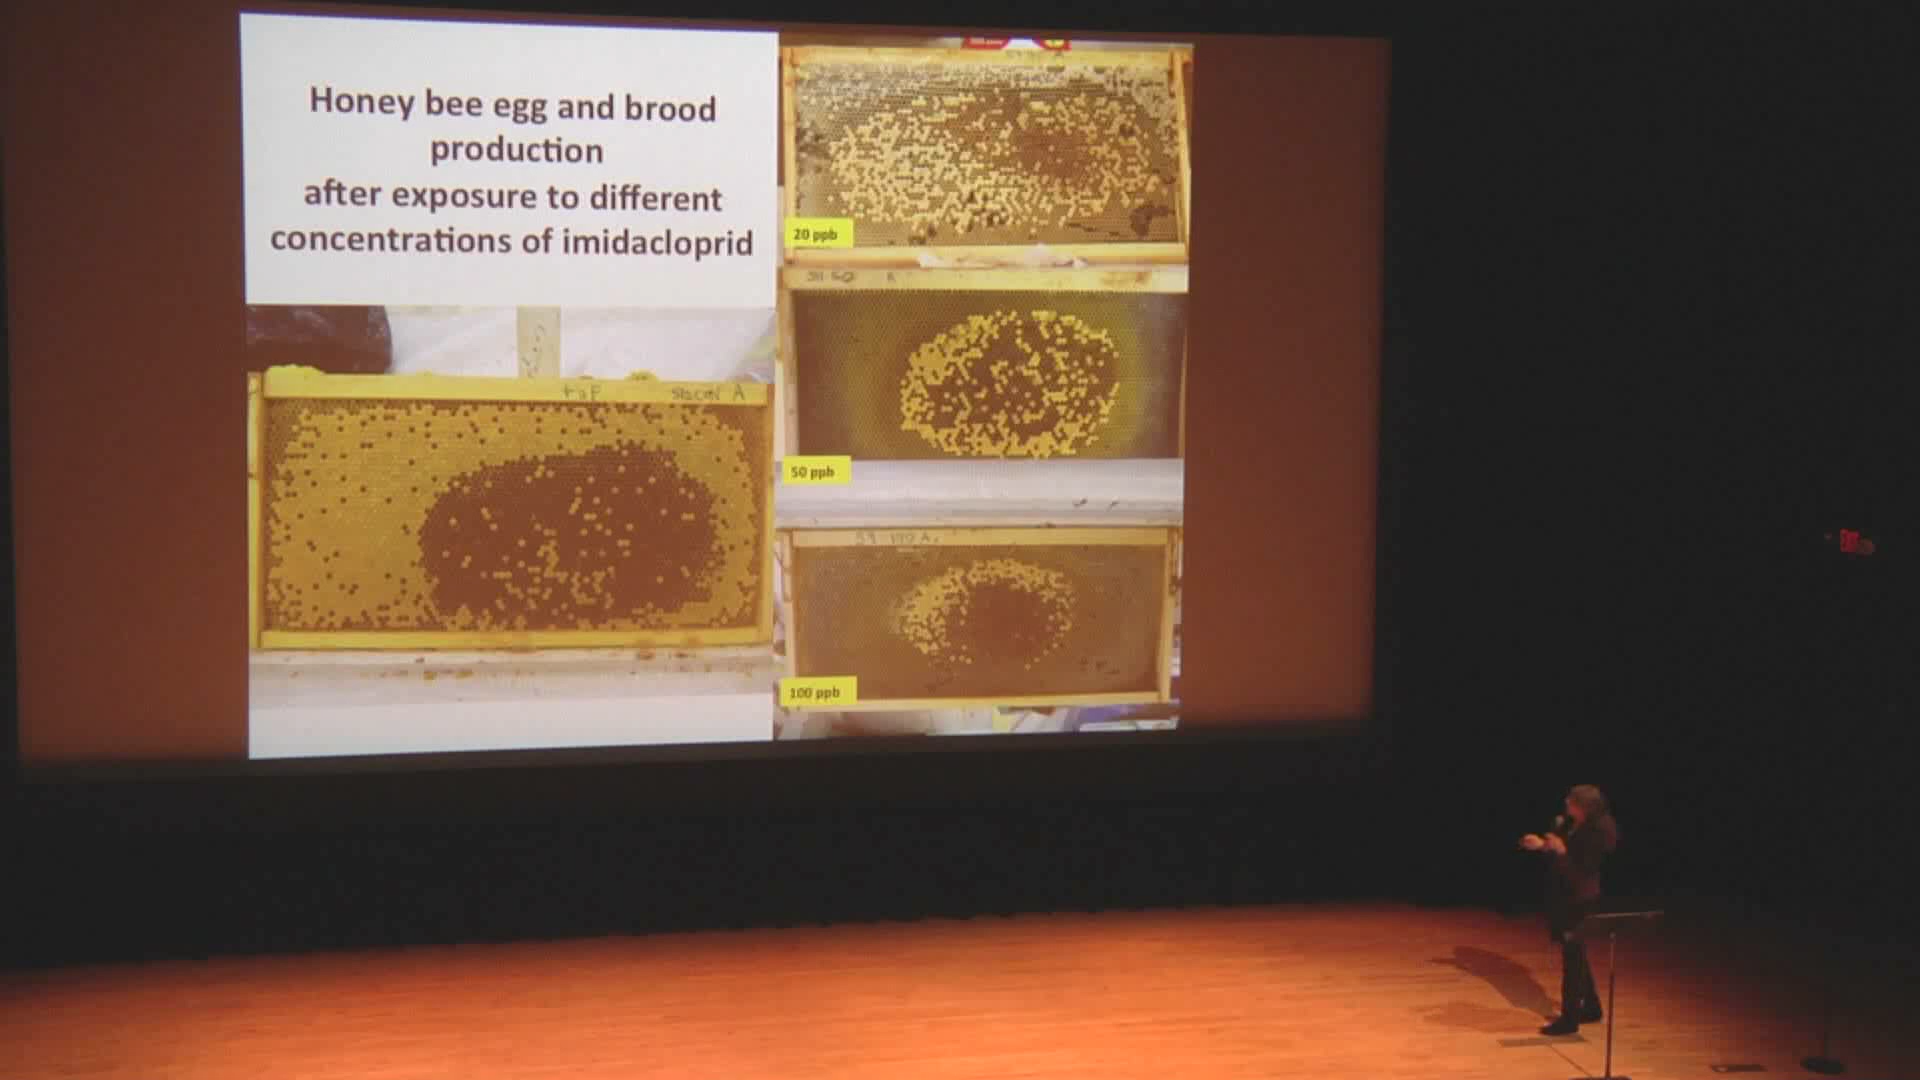 Honey bee egg and brood
production
after exposure to different
concentrations of imidacloprid
20 ppb
50 ppb
100 ppb
EXIT